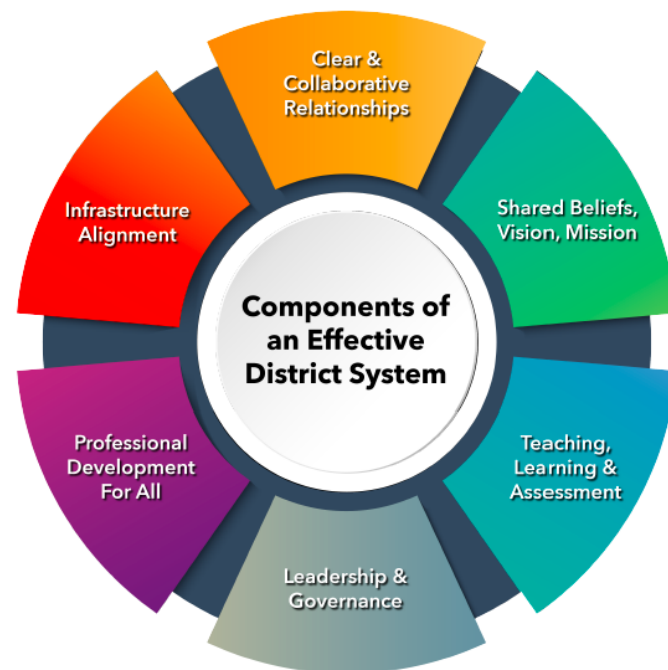 Clear &
Collaborative
Relationships
Shared Beliefs,
Vision, Mission
Teaching,
Learning &
Assessment
Leadership &
Governance
Professional
Development
For All
Infrastructure
Alignment
Components of
an Effective
District System